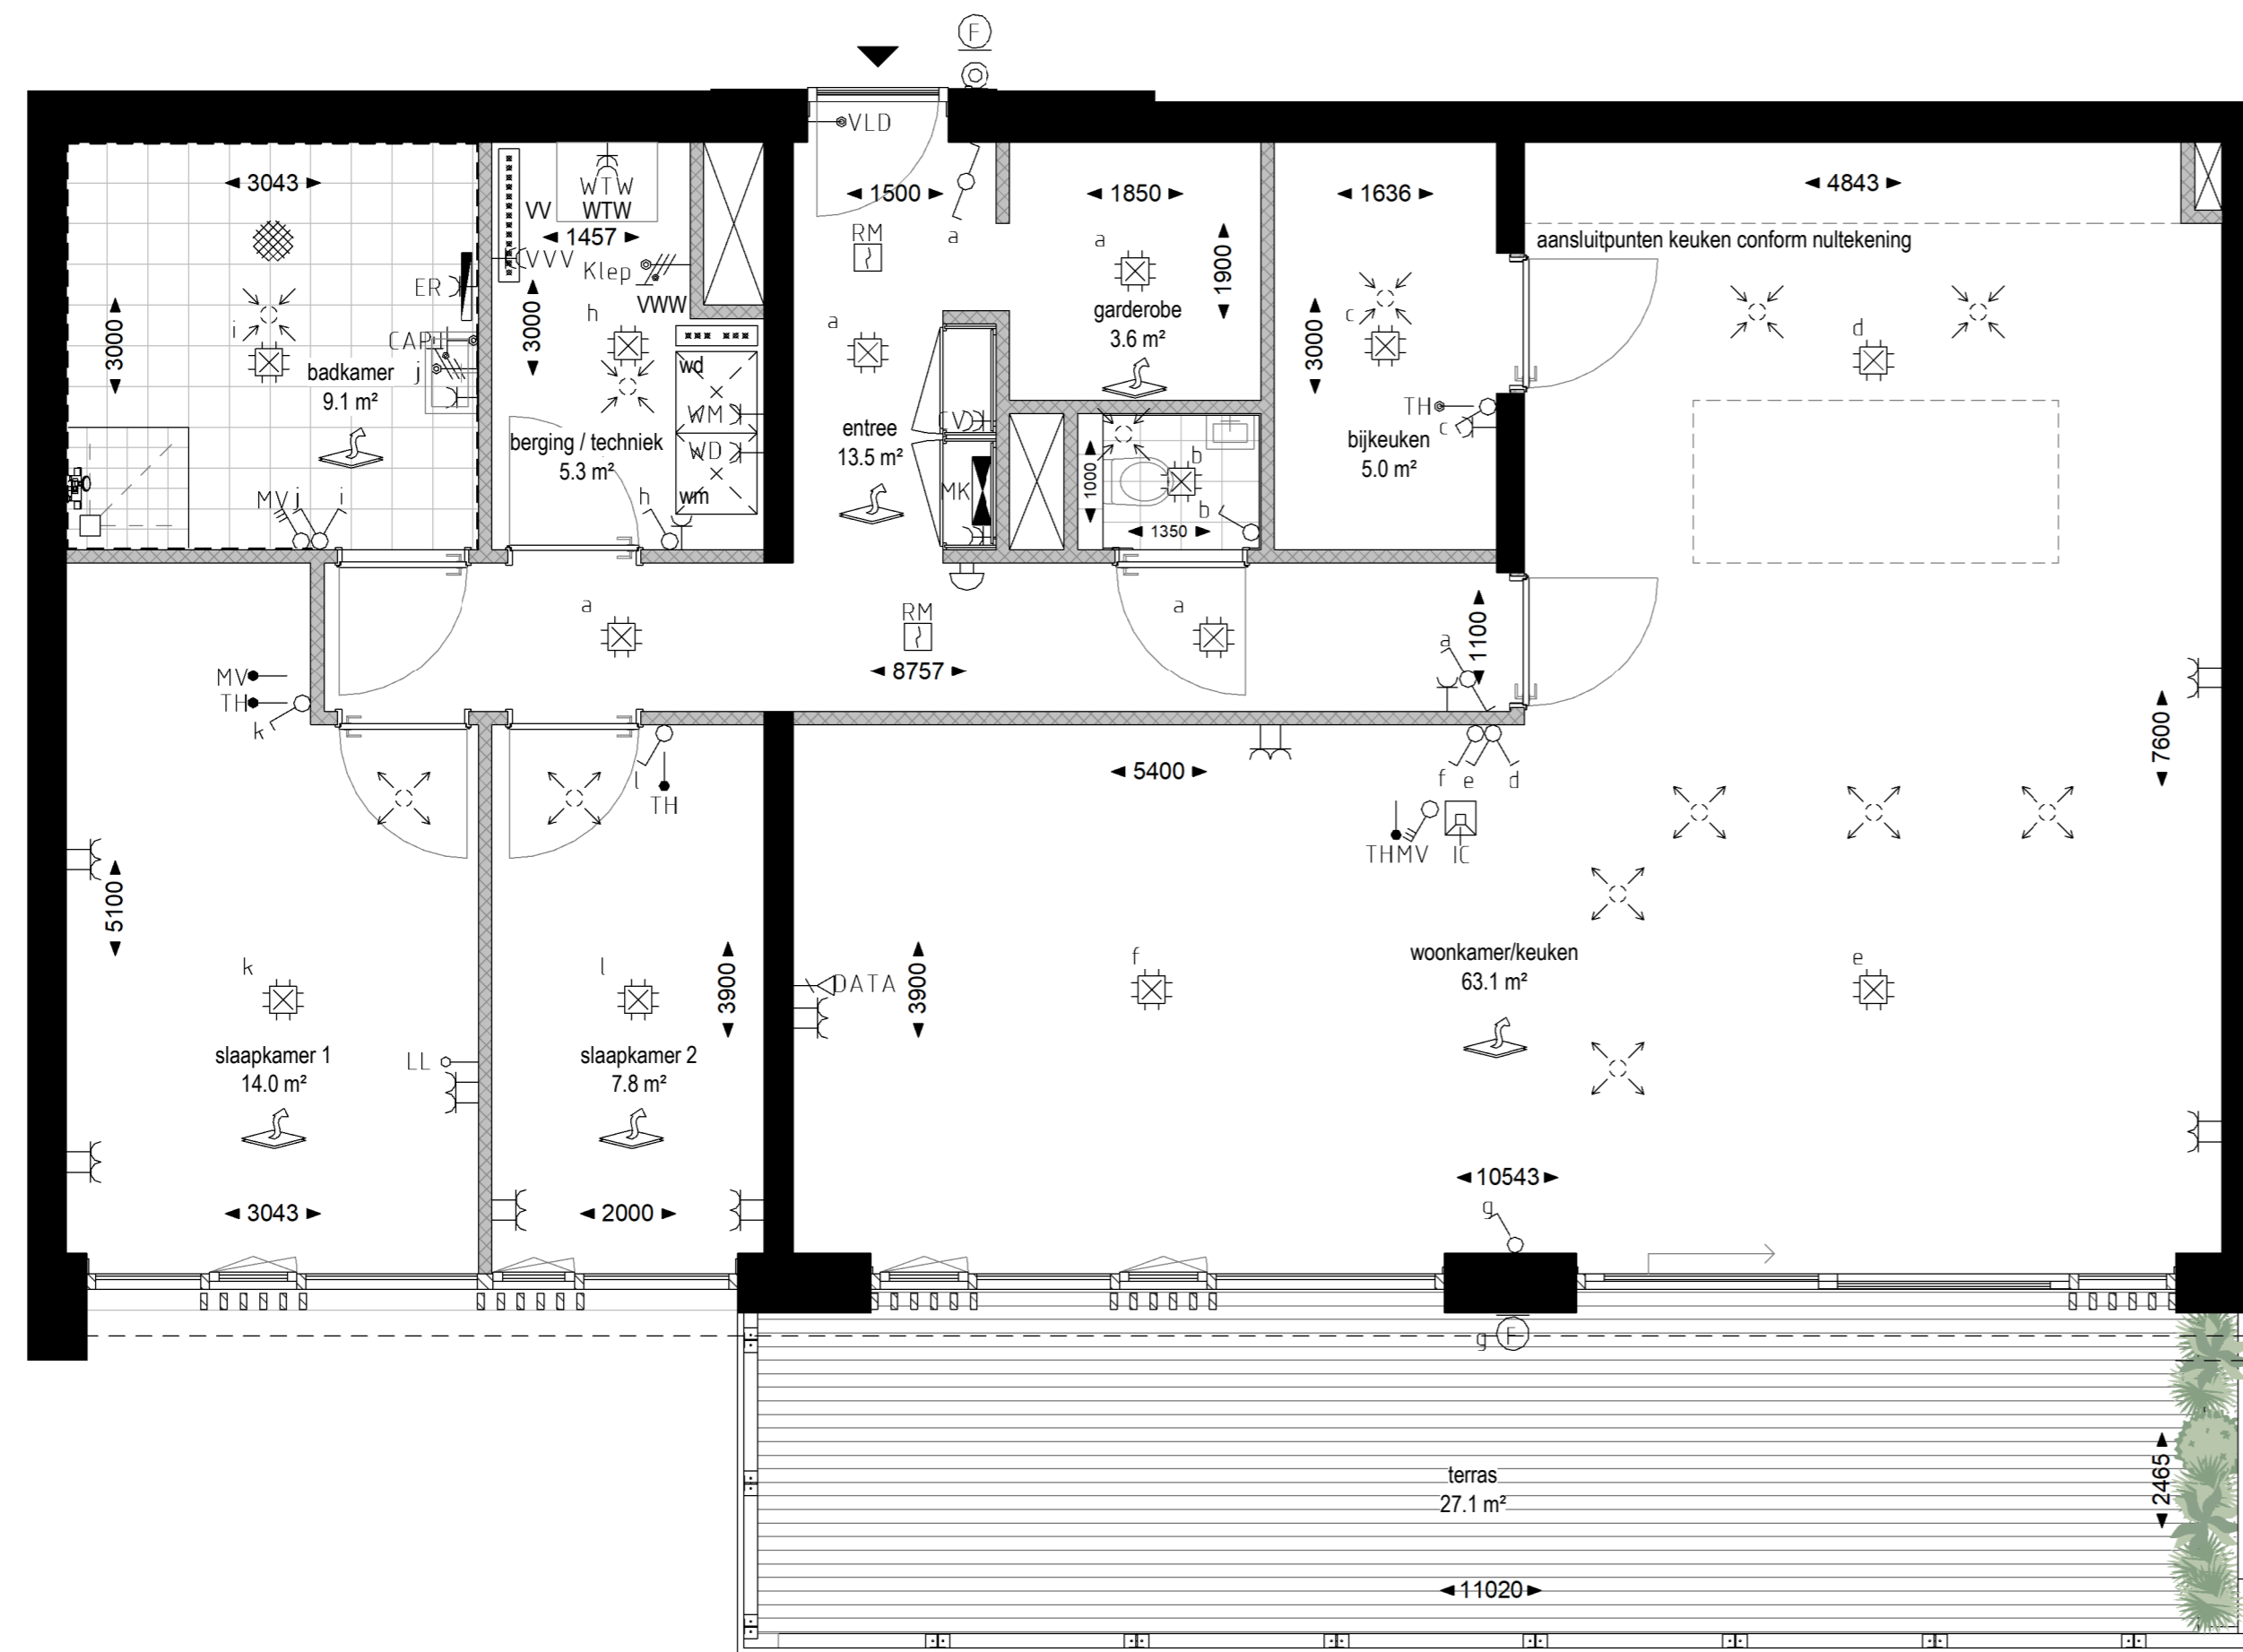 F
VLD
3043
1500
1850
1636
4843
WTW
WTW
VV
1457
VVV
Klep
VWW
RM
a
a
1900
aansluitpunten keuken conform nultekening
ER
3000
i
CAP
j
badkamer
9.1 m²
3000
h
wd
WM
WD
wm
berging / techniek
5.3 m²
h
MV
j
i
a
entree
13.5 m²
MK
garderobe
3.6 m²
1000
b
b
1350
3000
c
TH
c
bijkeuken
5.0 m²
d
a
RM
a
8757
a
1100
MV
TH
k
l
TH
5400
f
e
d
THMV
IC
7600
5100
k
l
3900
DATA
3900
f
woonkamer/keuken
63.1 m²
e
slaapkamer 1
14.0 m²
LL
slaapkamer 2
7.8 m²
3043
2000
10543
g
g
F
terras
27.1 m²
2465
11020